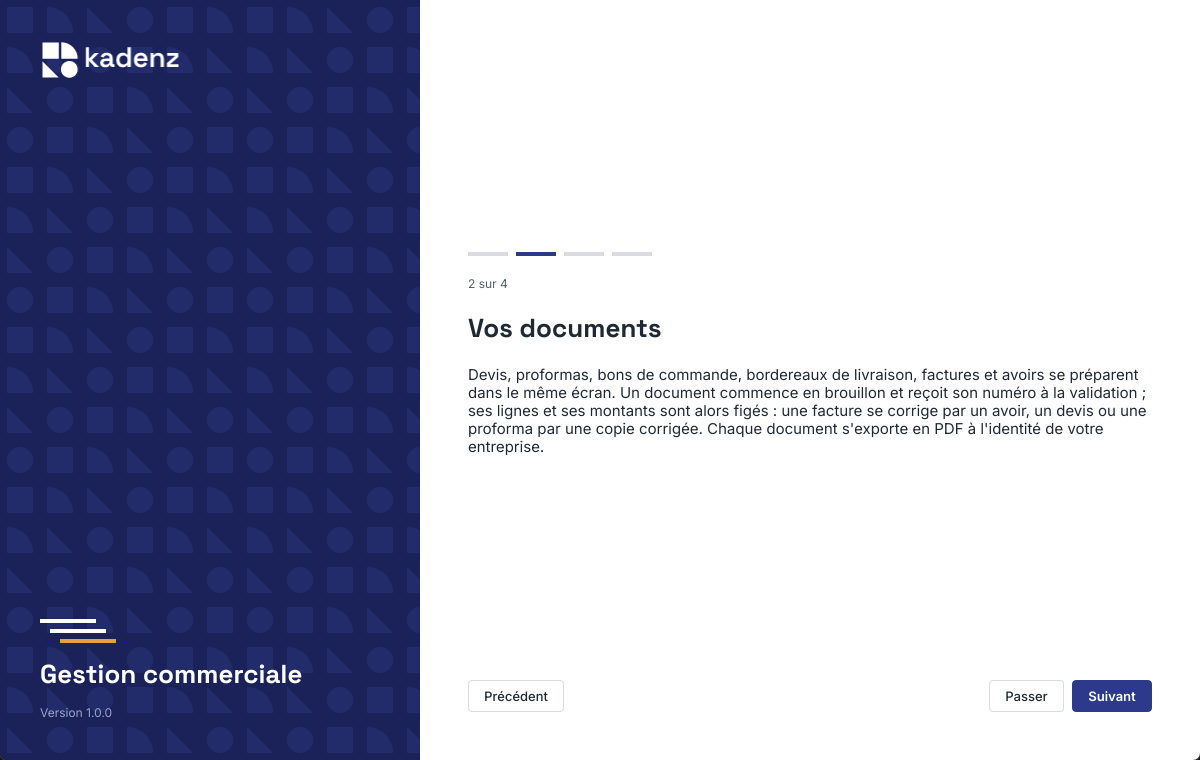 kadenz
2 sur 4
Vos documents
Devis, proformas, bons de commande, bordereaux de livraison, factures et avoirs se préparent
dans le même écran. Un document commence en brouillon et reçoit son numéro à la validation ;
ses lignes et ses montants sont alors figés : une facture se corrige par un avoir, un devis ou une
proforma par une copie corrigée. Chaque document s'exporte en PDF à l'identité de votre
entreprise.
Gestion commerciale
Version 1.0.0
Précédent
Passer
Suivant